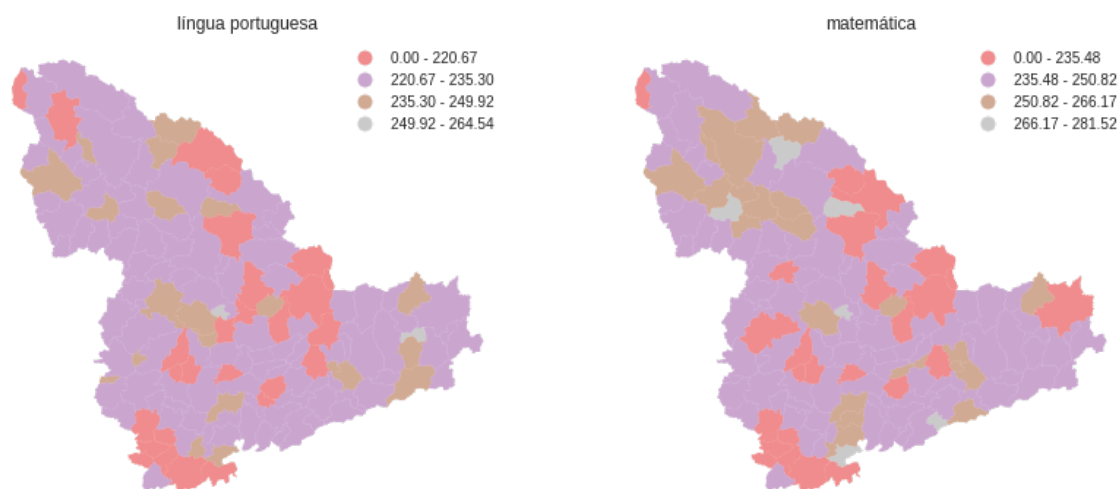 língua portuguesa
0.00 - 220.67
220.67 - 235.30
235.30 - 249.92
249.92 - 264.54
matemática
0.00 - 235.48
235.48 - 250.82
250.82 - 266.17
266.17 - 281.52